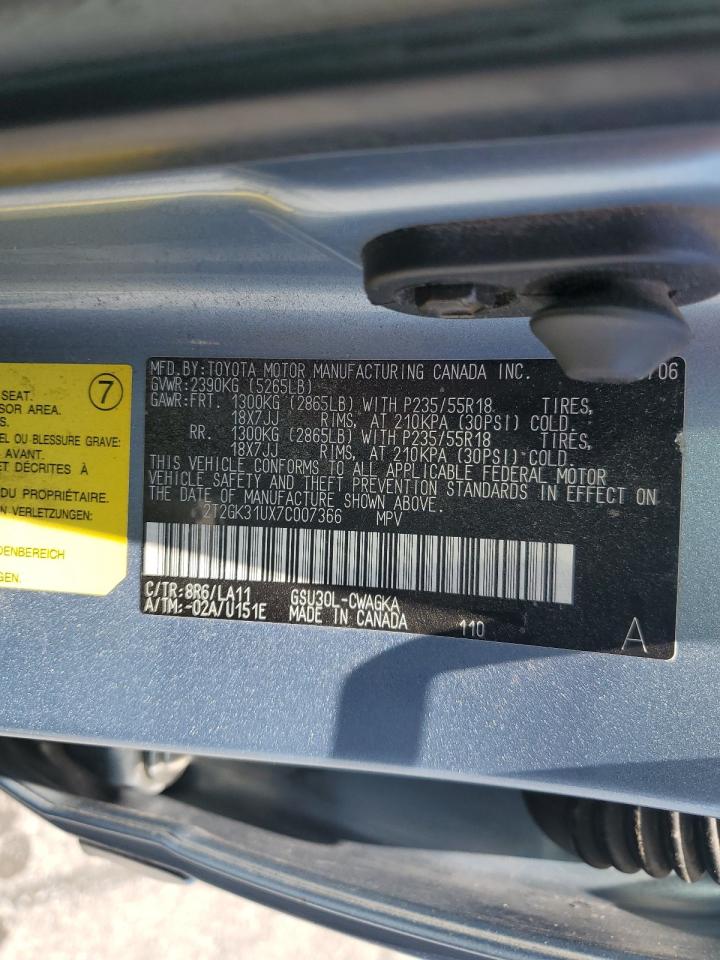 MFD.BY:TOYOTA MOTOR MANUFACTURING CANADA INC.
GVWR:2390KG (5265LB)
GAWR:FRT. 1300KG (2865LB) WITH P235/55R18 TIRES,
18X7JJ RIMS, AT 210KPA (30PSI) COLD.
RR. 1300KG (2865LB) WITH P235/55R18 TIRES,
18X7JJ RIMS, AT 210KPA (30PSI) COLD.
THIS VEHICLE CONFORMS TO ALL APPLICABLE FEDERAL MOTOR
VEHICLE SAFETY AND THEFT PREVENTION STANDARDS IN EFFECT ON
THE DATE OF MANUFACTURE SHOWN ABOVE.
2T2GK31UX7C007366 MPV
C/TR:8R6/LA11 GSU30L-CWAGKA
A/TM:-02A/U151E MADE IN CANADA
110
A
7
SEAT.
AREA.
OU BLESSURE GRAVE:
AVANT.
ET DÉCRITES À
DU PROPRIÉTAIRE.
VERLETZUNGEN: